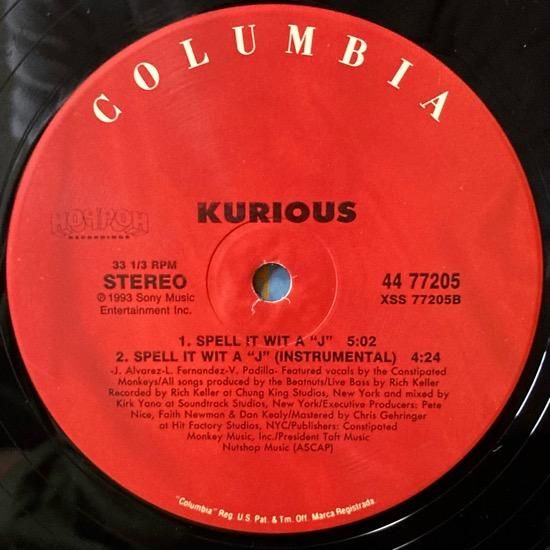 COLUMBIA
HOPPOH
RECORDINGS
KURIOUS
33 1/3 RPM
STEREO
℗ 1993 Sony Music
Entertainment Inc.
44 77205
XSS 77205B
1. SPELL IT WIT A "J" 5:02
2. SPELL IT WIT A "J" (INSTRUMENTAL) 4:24
-J. Alvarez-L. Fernandez-V. Padilla- Featured vocals by the Constipated
Monkeys/All songs produced by the Beatnuts/Live Bass by Rich Keller
Recorded by Rich Keller at Chung King Studios, New York and mixed by
Kirk Yano at Soundtrack Studios, New York/Executive Producers: Pete
Nice, Faith Newman & Dan Kealy/Mastered by Chris Gehringer
at Hit Factory Studios, NYC/Publishers: Constipated
Monkey Music, Inc./President Taft Music
Nutshop Music (ASCAP)
"Columbia" Reg. U.S. Pat. & Tm. Off. Marca Registrada.